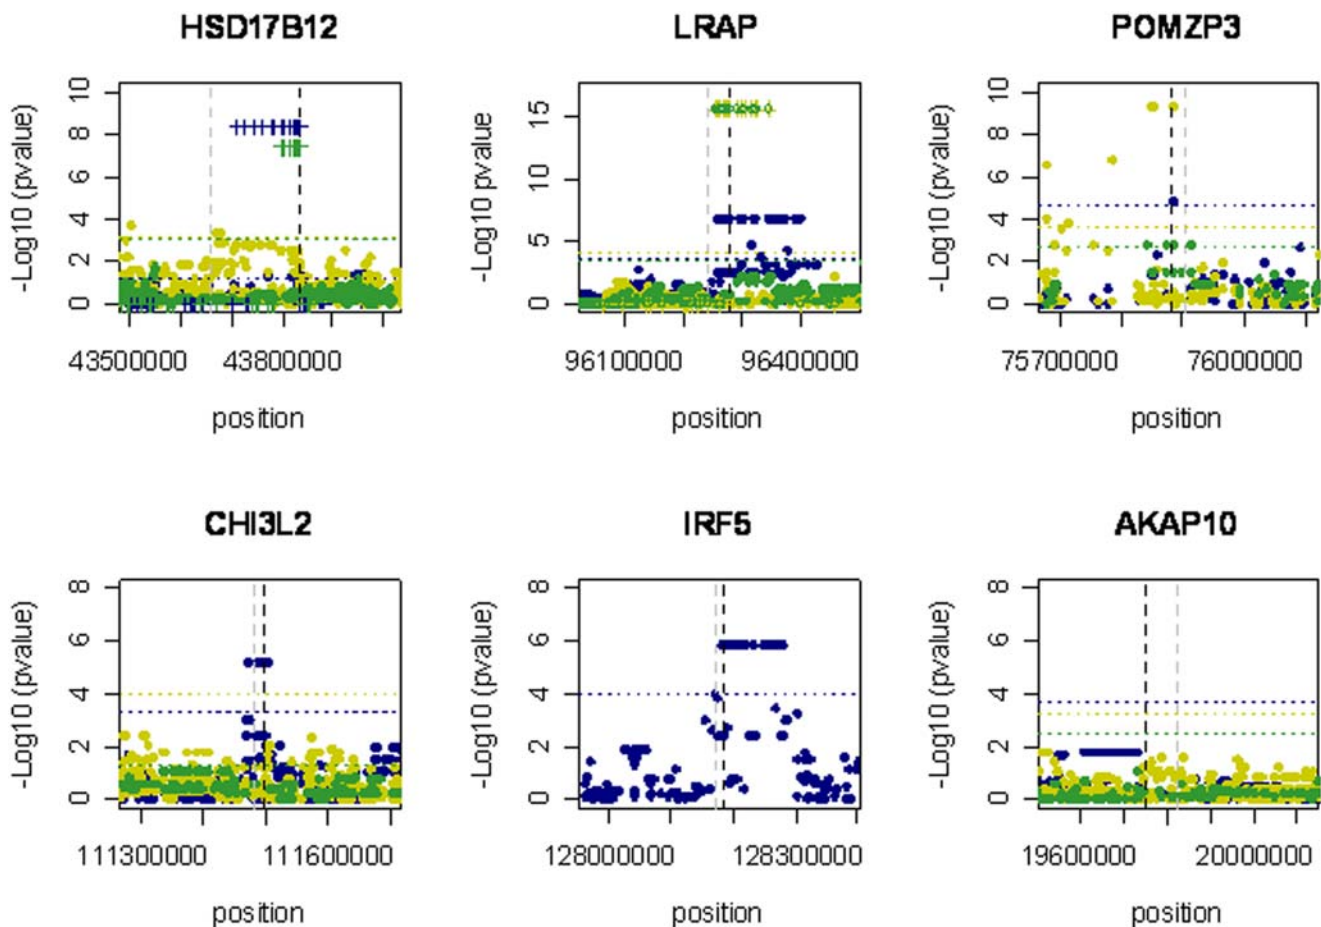 HSD17B12
LRAP
POMZP3
-Log10 (pvalue)
10
8
6
4
2
0
43500000
43800000
position
-Log10 pvalue
15
10
5
0
96100000
96400000
position
-Log10 (pvalue)
10
8
6
4
2
0
75700000
76000000
position
CHI3L2
IRF5
AKAP10
-Log10 (pvalue)
8
6
4
2
0
111300000
111600000
position
-Log10 (pvalue)
8
6
4
2
0
128000000
128300000
position
-Log10 (pvalue)
8
6
4
2
0
19600000
20000000
position